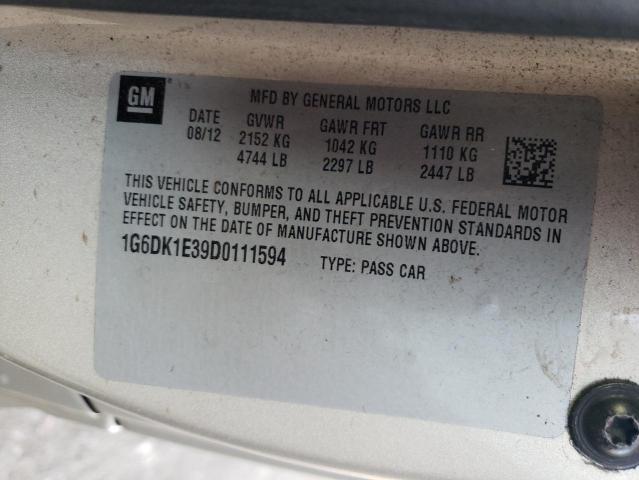 GM
MFD BY GENERAL MOTORS LLC
DATE GVWR GAWR FRT GAWR RR
08/12 2152 KG 1042 KG 1110 KG
4744 LB 2297 LB 2447 LB
THIS VEHICLE CONFORMS TO ALL APPLICABLE U.S. FEDERAL MOTOR
VEHICLE SAFETY, BUMPER, AND THEFT PREVENTION STANDARDS IN
EFFECT ON THE DATE OF MANUFACTURE SHOWN ABOVE.
1G6DK1E39D0111594 TYPE: PASS CAR